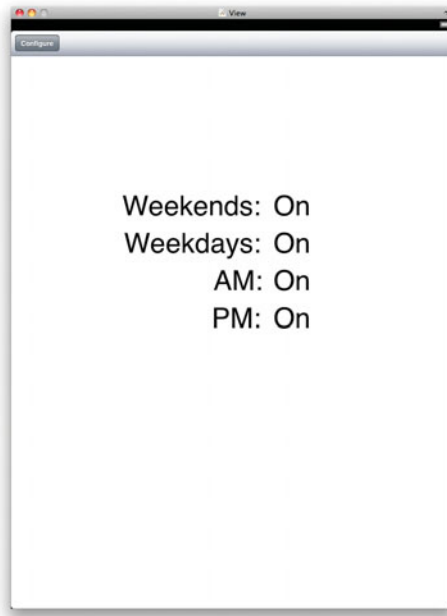 View
Configure
Weekends: On
Weekdays: On
AM: On
PM: On